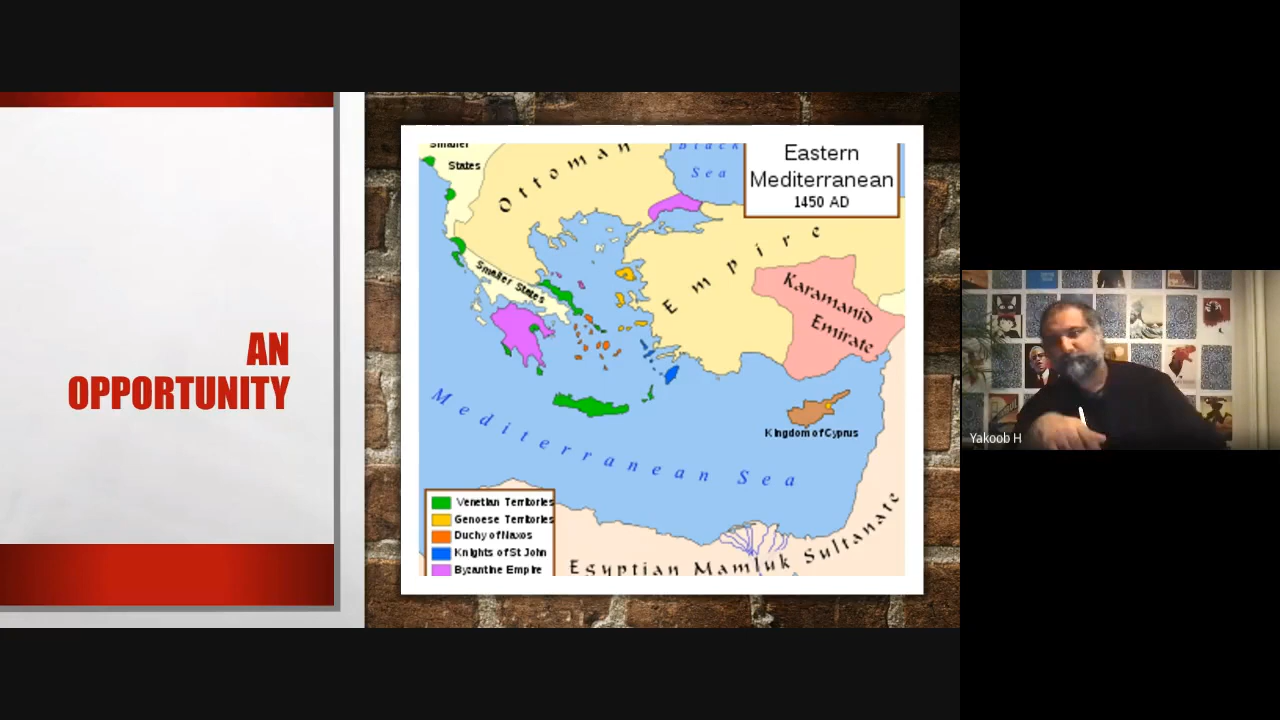 AN
OPPORTUNITY
Smaller
States
Ottoman
Black
Sea
Eastern
Mediterranean
1450 AD
Empire
Smaller States
Karamanid
Emirate
Mediterranean Sea
Kingdom of Cyprus
Venetian Territories
Genoese Territories
Duchy of Naxos
Knights of St John
Byzantine Empire
Egyptian Mamluk Sultanate
Yakoob H